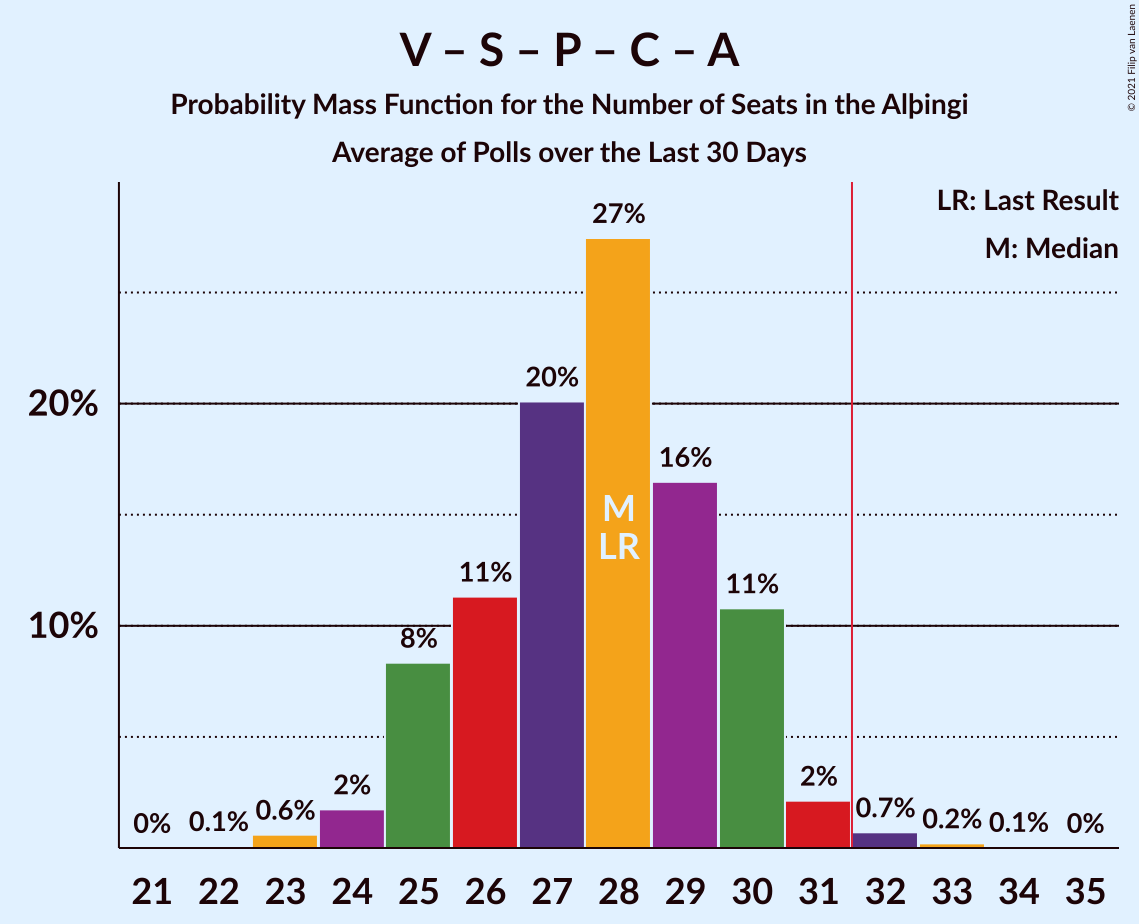 V – S – P – C – A
Probability Mass Function for the Number of Seats in the Alþingi
Average of Polls over the Last 30 Days
© 2021 Filip van Laenen
LR: Last Result
M: Median
27%
20%
16%
11%
11%
8%
2%
2%
0%
0.1%
0.6%
0.7%
0.2%
0.1%
0%
M
LR
20%
10%
21 22 23 24 25 26 27 28 29 30 31 32 33 34 35